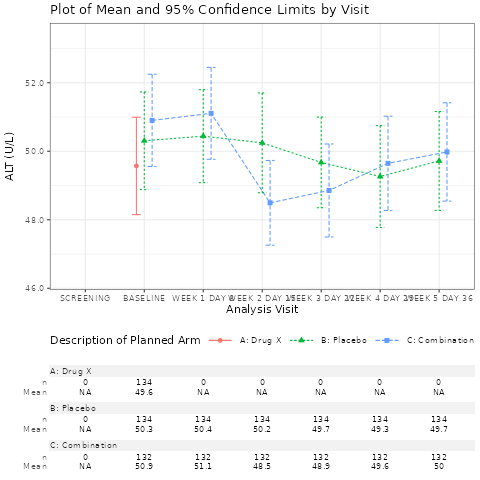 Plot of Mean and 95% Confidence Limits by Visit
ALT (U/L)
52.0
50.0
48.0
46.0
SCREENING BASELINE WEEK 1 DAY WEEK 2 DAY WEEK 3 DAY WEEK 4 DAY WEEK 5 DAY 36
Analysis Visit
Description of Planned Arm A: Drug X B: Placebo C: Combination
A: Drug X
n 0 134 0 0 0 0 0
Mean NA 49.6 NA NA NA NA NA
B: Placebo
n 0 134 134 134 134 134 134
Mean NA 50.3 50.4 50.2 49.7 49.3 49.7
C: Combination
n 0 132 132 132 132 132 132
Mean NA 50.9 51.1 48.5 48.9 49.6 50